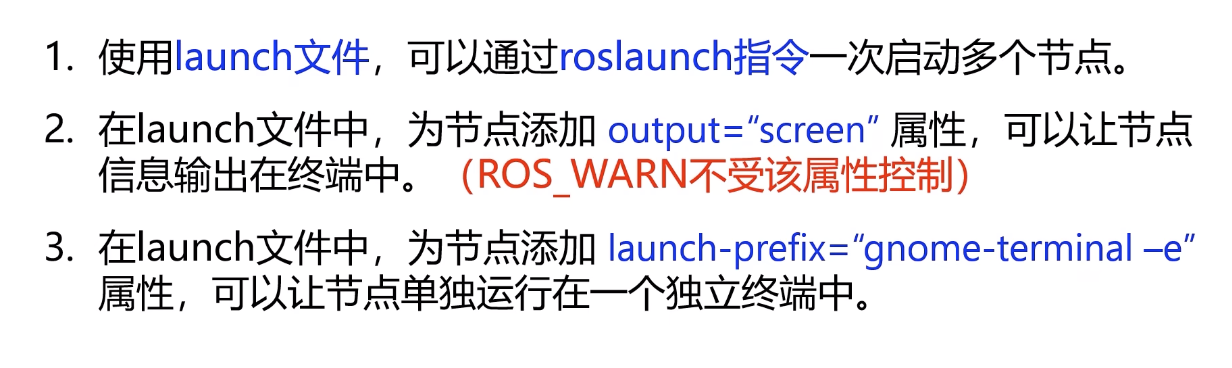 1. 使用launch文件，可以通过roslaunch指令一次启动多个节点。
2. 在launch文件中，为节点添加 output=“screen” 属性，可以让节点
信息输出在终端中。（ROS_WARN不受该属性控制）
3. 在launch文件中，为节点添加 launch-prefix=“gnome-terminal –e”
属性，可以让节点单独运行在一个独立终端中。